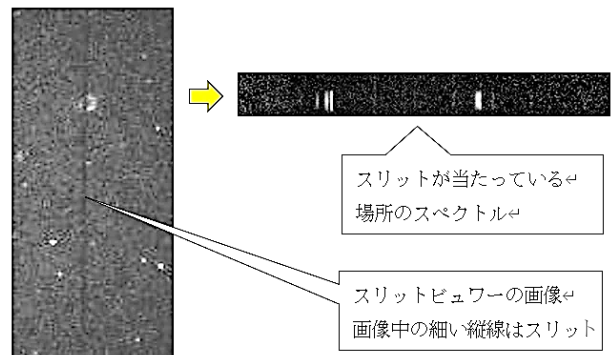 スリットが当たっている↵
場所のスペクトル↵
スリットビュワーの画像↵
画像中の細い縦線はスリット